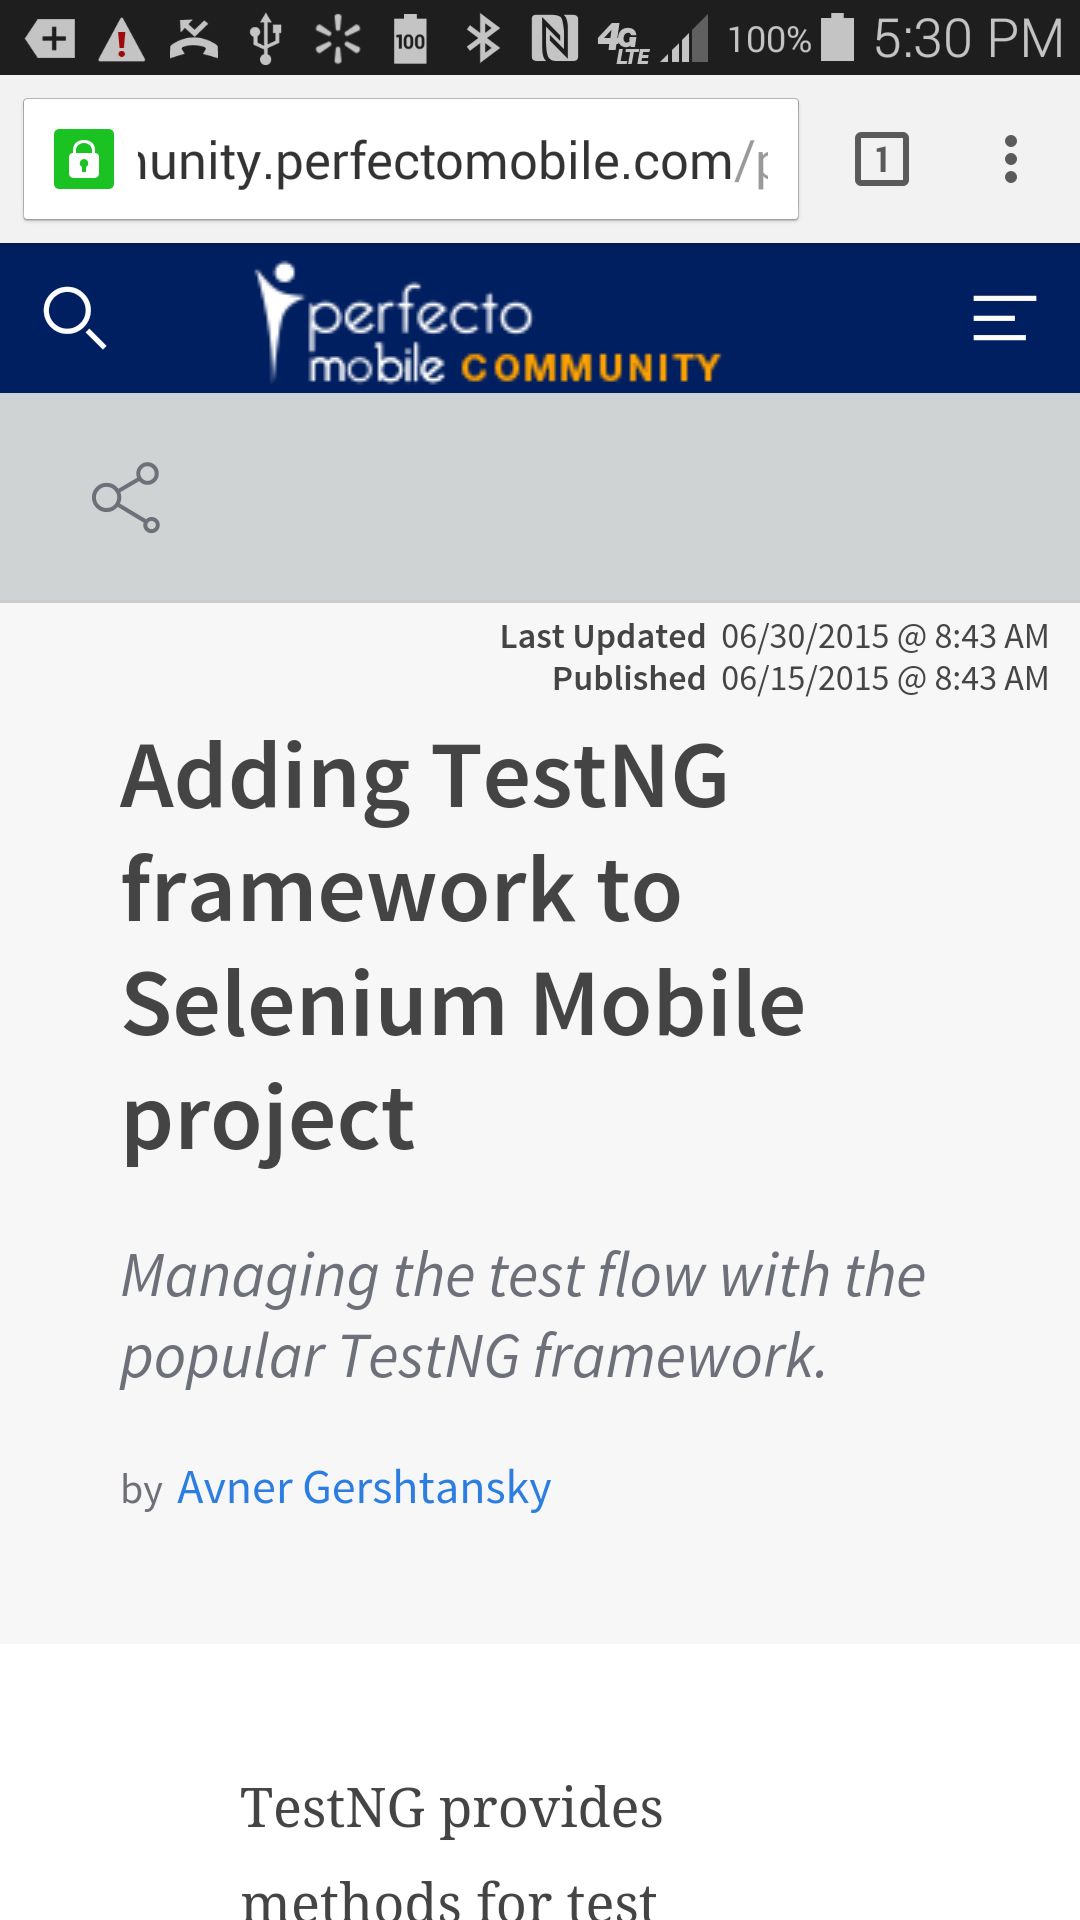 100 4G LTE 100% 5:30 PM
unity.perfectomobile.com/ 1
perfecto
mobile COMMUNITY
Last Updated 06/30/2015 @ 8:43 AM
Published 06/15/2015 @ 8:43 AM
Adding TestNG
framework to
Selenium Mobile
project
Managing the test flow with the
popular TestNG framework.
by Avner Gershtansky
TestNG provides
methods for test